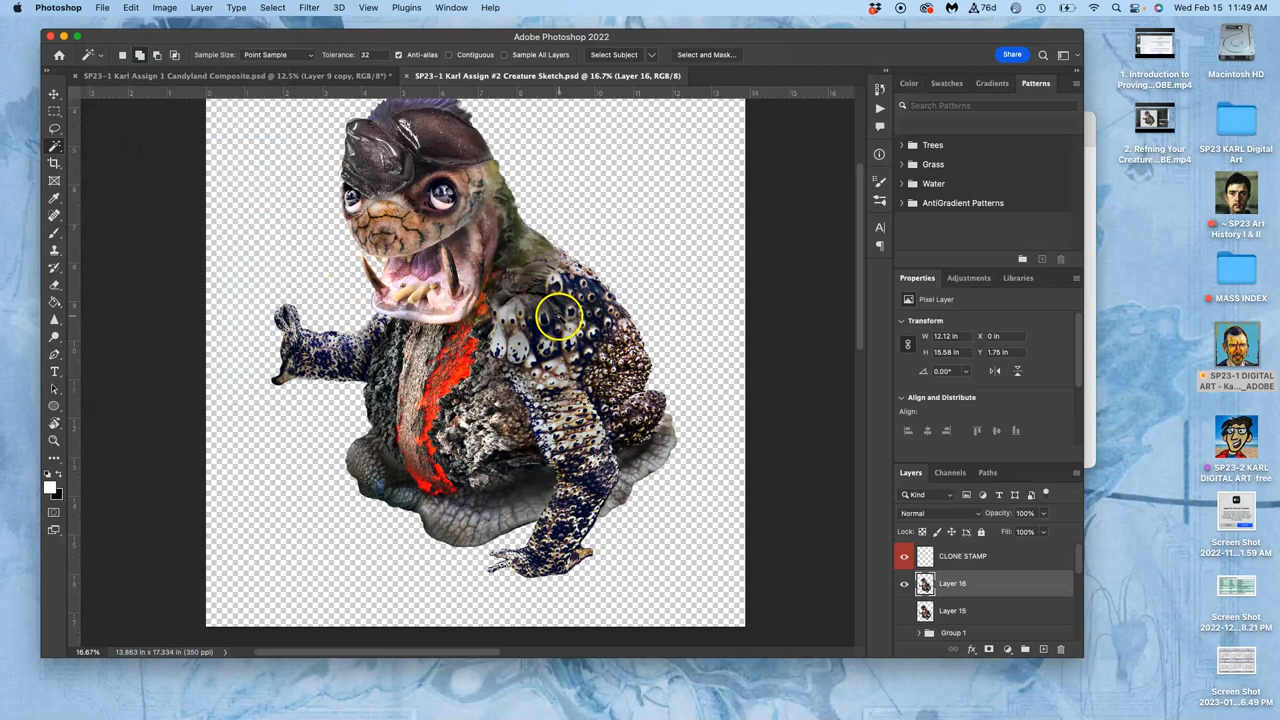 Photoshop File Edit Image Layer Type Select Filter 3D View Plugins Window Help
76d
Wed Feb 15 11:49 AM
Adobe Photoshop 2022
Sample Size: Point Sample Tolerance: 32 Anti-alias Sample All Layers Select Subject Select and Mask... Share
SP23-1 Karl Assign 1 Candyland Composite.psd @ 12.5% (Layer 9 copy, RGB/8#) *
SP23-1 Karl Assign #2 Creature Sketch.psd @ 16.7% (Layer 16, RGB/8)
Color Swatches Gradients Patterns
Search Patterns
Trees
Grass
Water
AntiGradient Patterns
Properties Adjustments Libraries
Pixel Layer
Transform
W 12.12 in X 0 in
H 15.58 in Y 1.75 in
0.00°
Align and Distribute
Align:
Layers Channels Paths
Kind
Normal Opacity: 100%
Lock: Fill: 100%
CLONE STAMP
Layer 16
Layer 15
Group 1
16.67% 13.863 in x 17.334 in (350 ppi)
1. Introduction to
Proving...OBE.mp4
2. Refning Your
Creature...OBE.mp4
Macintosh HD
SP23 KARL Digital
Art
~ SP23 Art
History I & II
MASS INDEX
SP23-1 DIGITAL
ART - Ka..._ADOBE
SP23-2 KARL
DIGITAL ART free
Screen Shot
2022-11...1.59 AM
Screen Shot
2022-12...8.21 PM
Screen Shot
2023-01...6.49 PM